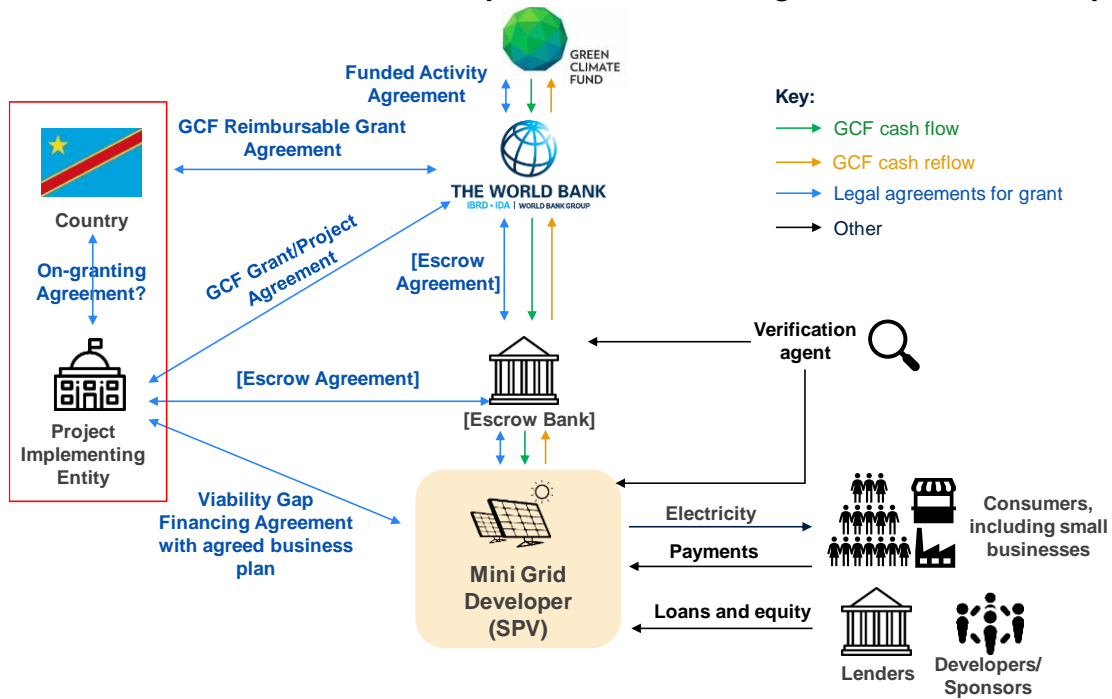 GREEN
CLIMATE
FUND
Funded Activity
Agreement
Key:
GCF cash flow
GCF cash reflow
Legal agreements for grant
Other
GCF Reimbursable Grant
Agreement
THE WORLD BANK
IBRD • IDA | WORLD BANK GROUP
Country
On-granting
Agreement?
GCF Grant/Project
Agreement
[Escrow
Agreement]
Verification
agent
[Escrow Agreement]
[Escrow Bank]
Project
Implementing
Entity
Viability Gap
Financing Agreement
with agreed business
plan
Mini Grid
Developer
(SPV)
Electricity
Payments
Loans and equity
Consumers,
including small
businesses
Lenders
Developers/
Sponsors